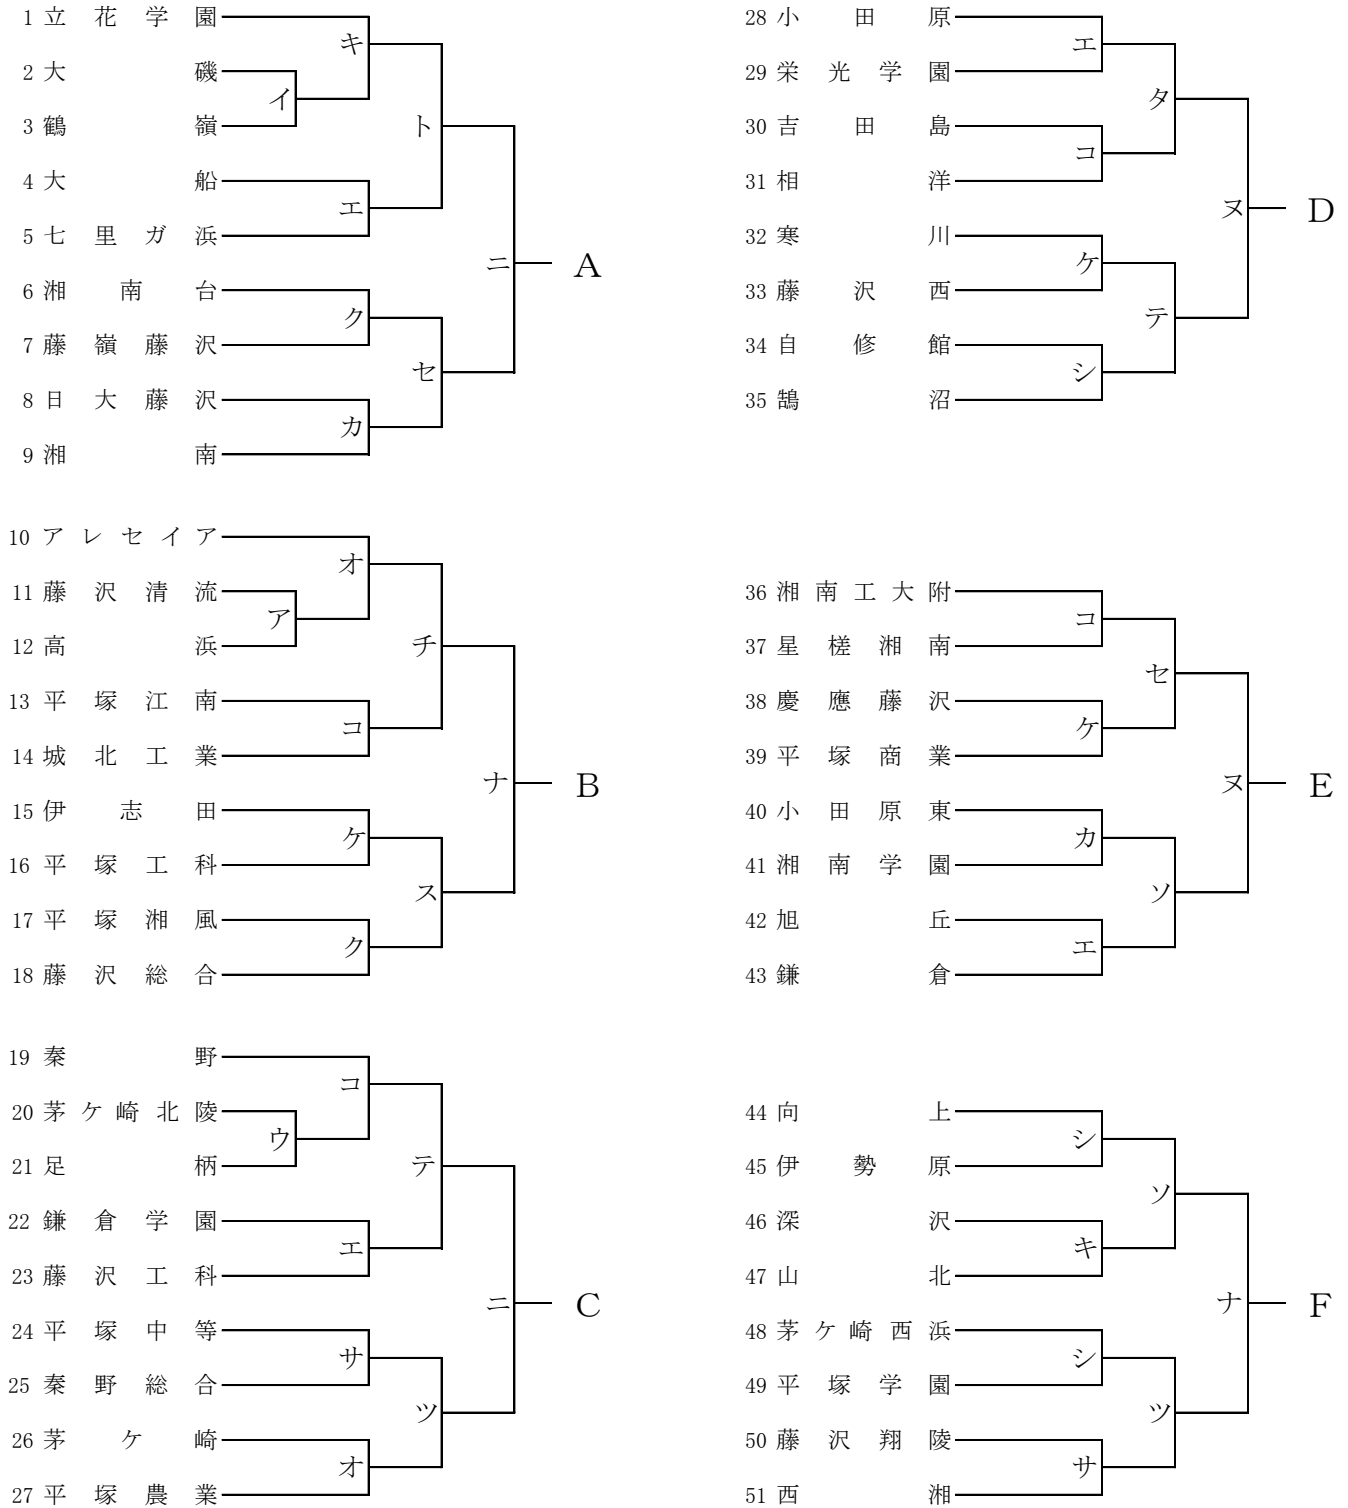 1 立花学園
キ
2 大磯
イ
3 鶴嶺
ト
4 大船
エ
5 七里ガ浜
ニ
A
6 湘南台
ク
7 藤嶺藤沢
セ
8 日大藤沢
カ
9 湘南
10 アレセイア
オ
11 藤沢清流
ア
12 高浜
チ
13 平塚江南
コ
14 城北工業
ナ
B
15 伊志田
ケ
16 平塚工科
ス
17 平塚湘風
ク
18 藤沢総合
19 秦野
コ
20 茅ケ崎北陵
ウ
21 足柄
テ
22 鎌倉学園
エ
23 藤沢工科
ニ
C
24 平塚中等
サ
25 秦野総合
ツ
26 茅ケ崎
オ
27 平塚農業
28 小田原
エ
29 栄光学園
タ
30 吉田島
コ
31 相洋
ヌ
D
32 寒川
ケ
33 藤沢西
テ
34 自修館
シ
35 鵠沼
36 湘南工大附
コ
37 星槎湘南
セ
38 慶應藤沢
ケ
39 平塚商業
ヌ
E
40 小田原東
カ
41 湘南学園
ソ
42 旭丘
エ
43 鎌倉
44 向上
シ
45 伊勢原
ソ
46 深沢
キ
47 山北
ナ
F
48 茅ケ崎西浜
シ
49 平塚学園
ツ
50 藤沢翔陵
サ
51 西湘